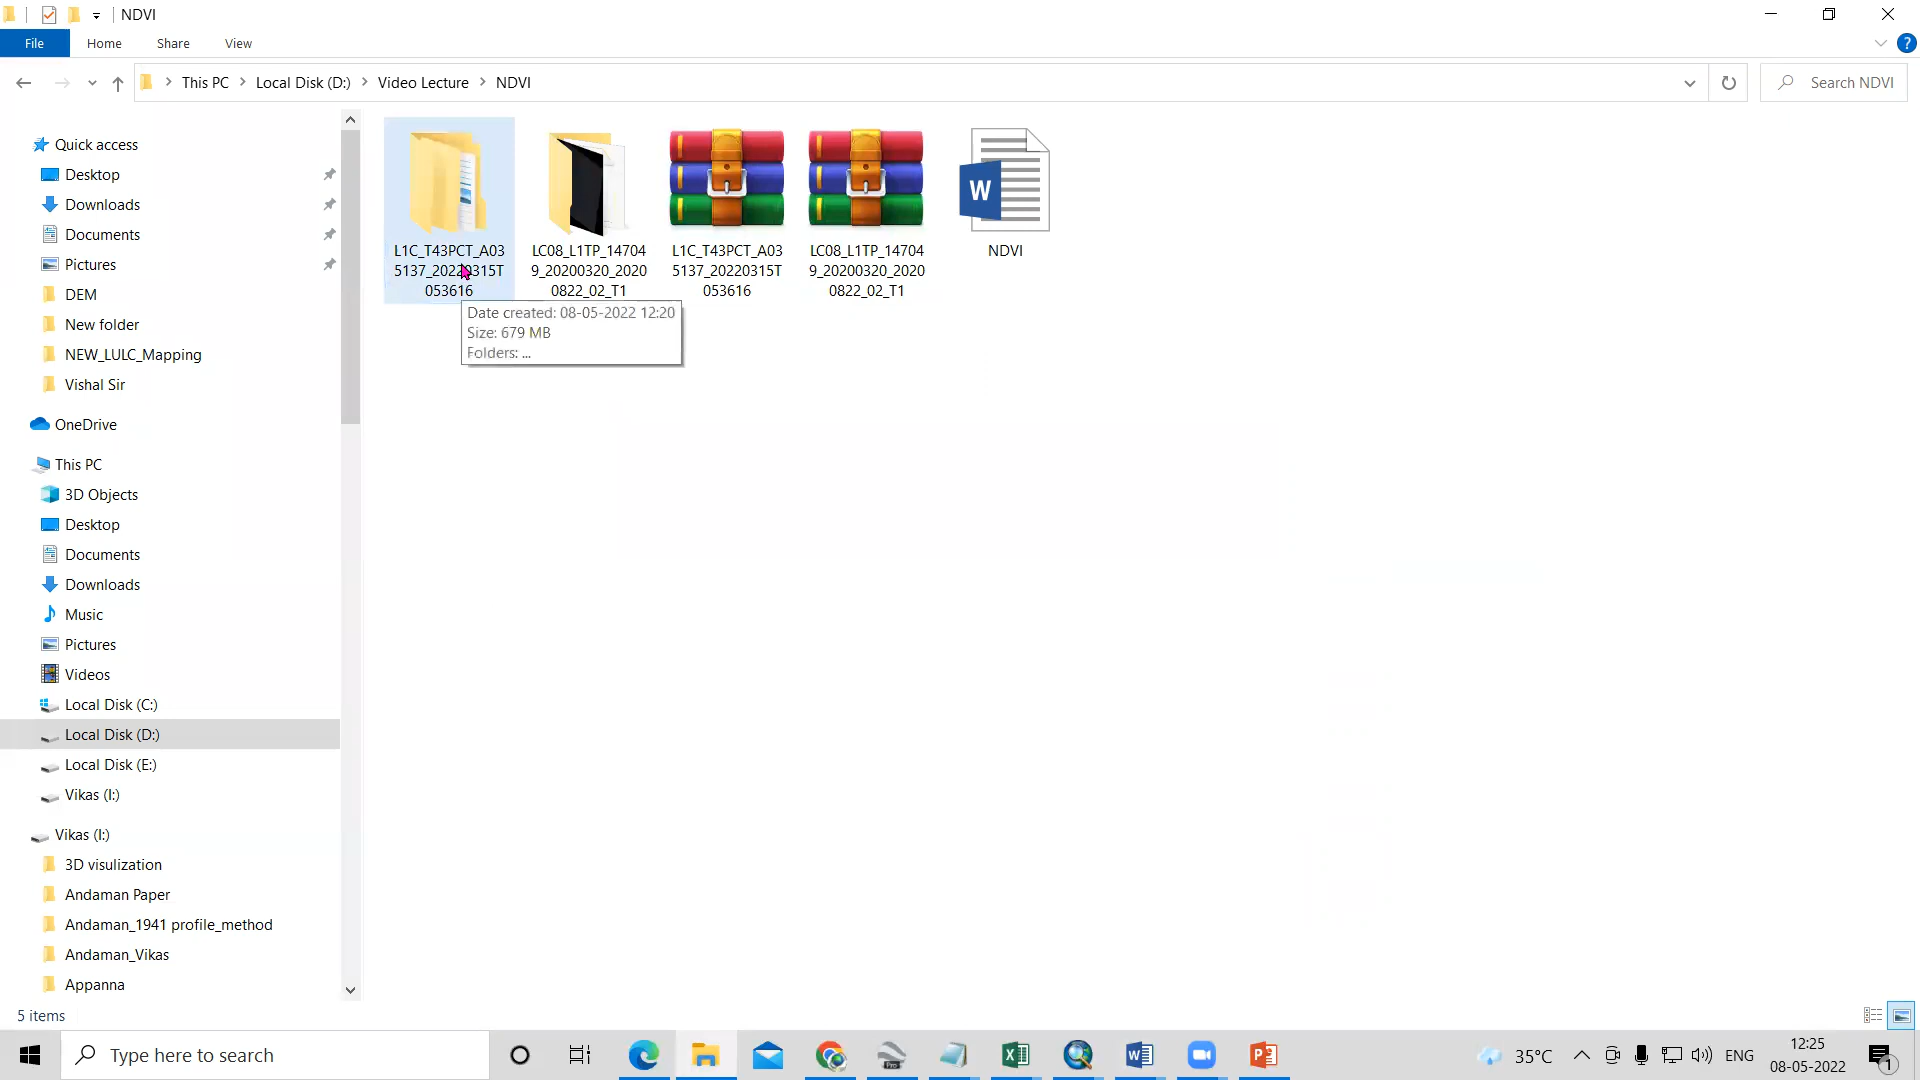 NDVI
File Home Share View
This PC Local Disk (D:) Video Lecture NDVI
Search NDVI
Quick access
Desktop
Downloads
Documents
Pictures
DEM
New folder
NEW_LULC_Mapping
Vishal Sir
OneDrive
This PC
3D Objects
Desktop
Documents
Downloads
Music
Pictures
Videos
Local Disk (C:)
Local Disk (D:)
Local Disk (E:)
Vikas (I:)
Vikas (I:)
3D visulization
Andaman Paper
Andaman_1941 profile_method
Andaman_Vikas
Appanna
L1C_T43PCT_A03
5137_20220315T
053616
LC08_L1TP_14704
9_20200320_2020
0822_02_T1
L1C_T43PCT_A03
5137_20220315T
053616
LC08_L1TP_14704
9_20200320_2020
0822_02_T1
W
NDVI
Date created: 08-05-2022 12:20
Size: 679 MB
Folders: ...
5 items
Type here to search
35°C
ENG
12:25
08-05-2022
1